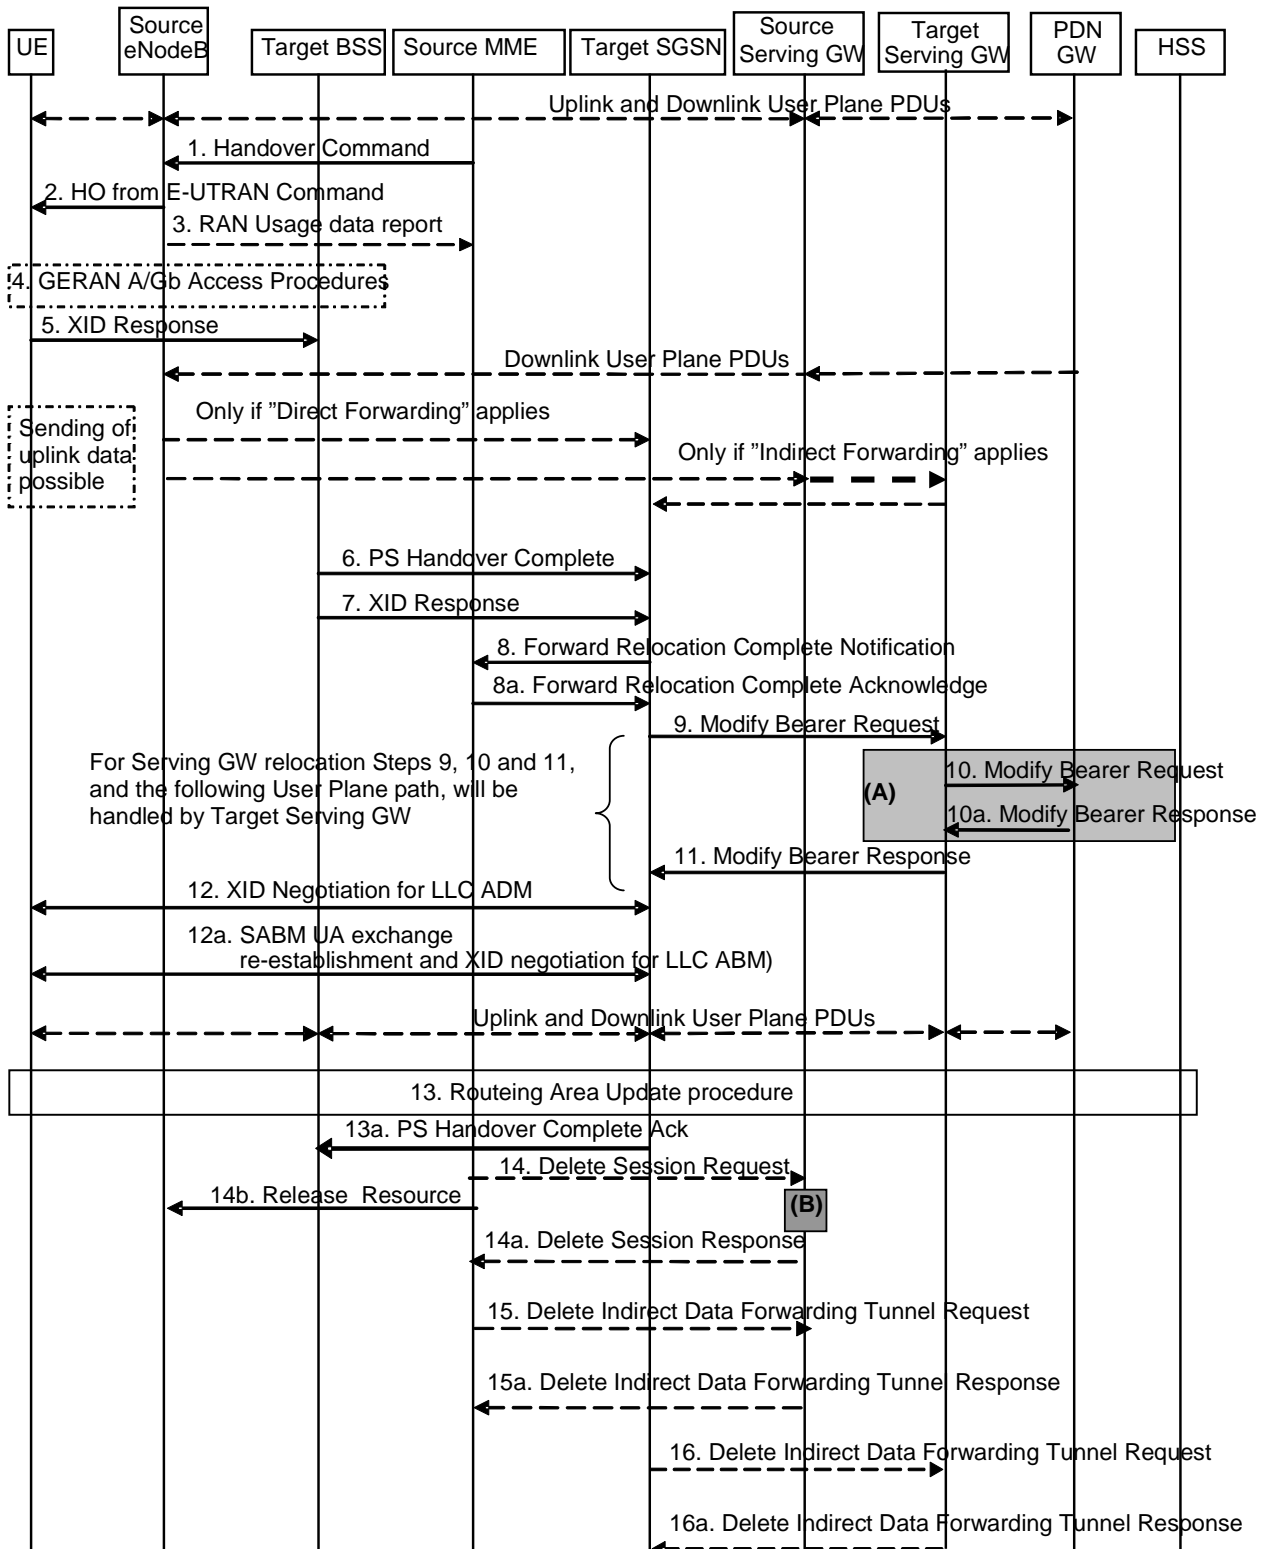 UE
Source
eNodeB
Target BSS
Source MME
Target SGSN
Source
Serving GW
Target
Serving GW
PDN
GW
HSS
Uplink and Downlink User Plane PDUs
1. Handover Command
2. HO from E-UTRAN Command
3. RAN Usage data report
4. GERAN A/Gb Access Procedures
5. XID Response
Downlink User Plane PDUs
Only if ”Direct Forwarding” applies
Sending of
uplink data
possible
Only if ”Indirect Forwarding” applies
6. PS Handover Complete
7. XID Response
8. Forward Relocation Complete Notification
8a. Forward Relocation Complete Acknowledge
9. Modify Bearer Request
For Serving GW relocation Steps 9, 10 and 11,
and the following User Plane path, will be
handled by Target Serving GW
(A)
10. Modify Bearer Request
10a. Modify Bearer Response
11. Modify Bearer Response
12. XID Negotiation for LLC ADM
12a. SABM UA exchange
re-establishment and XID negotiation for LLC ABM)
Uplink and Downlink User Plane PDUs
13. Routeing Area Update procedure
13a. PS Handover Complete Ack
14. Delete Session Request
14b. Release Resource
(B)
14a. Delete Session Response
15. Delete Indirect Data Forwarding Tunnel Request
15a. Delete Indirect Data Forwarding Tunnel Response
16. Delete Indirect Data Forwarding Tunnel Request
16a. Delete Indirect Data Forwarding Tunnel Response